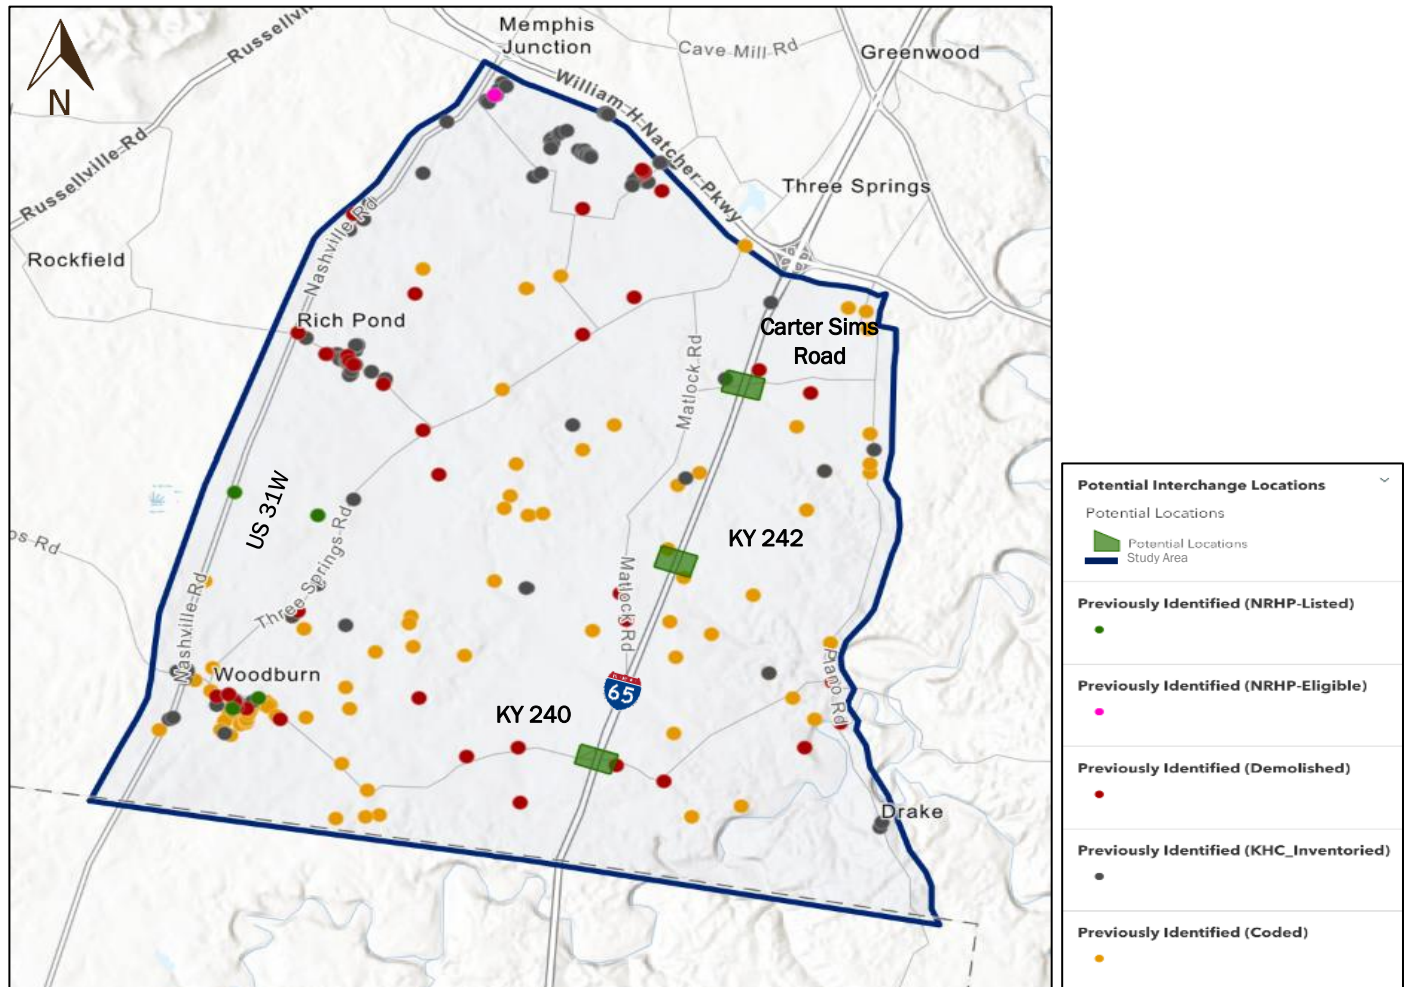 Memphis
Junction
Cave Mill Rd
Greenwood
Russellvill
William H Natcher Pkwy
N
Russellville Rd
Three Springs
Rockfield
Nashville Rd
Rich Pond
Carter Sims
Road
Matlock Rd
US 31W
os Rd
Three Springs Rd
KY 242
Matlock Rd
Nashville Rd
Woodburn
65
Plano Rd
KY 240
Drake
Potential Interchange Locations
Potential Locations
Potential Locations
Study Area
Previously Identified (NRHP-Listed)
Previously Identified (NRHP-Eligible)
Previously Identified (Demolished)
Previously Identified (KHC_Inventoried)
Previously Identified (Coded)